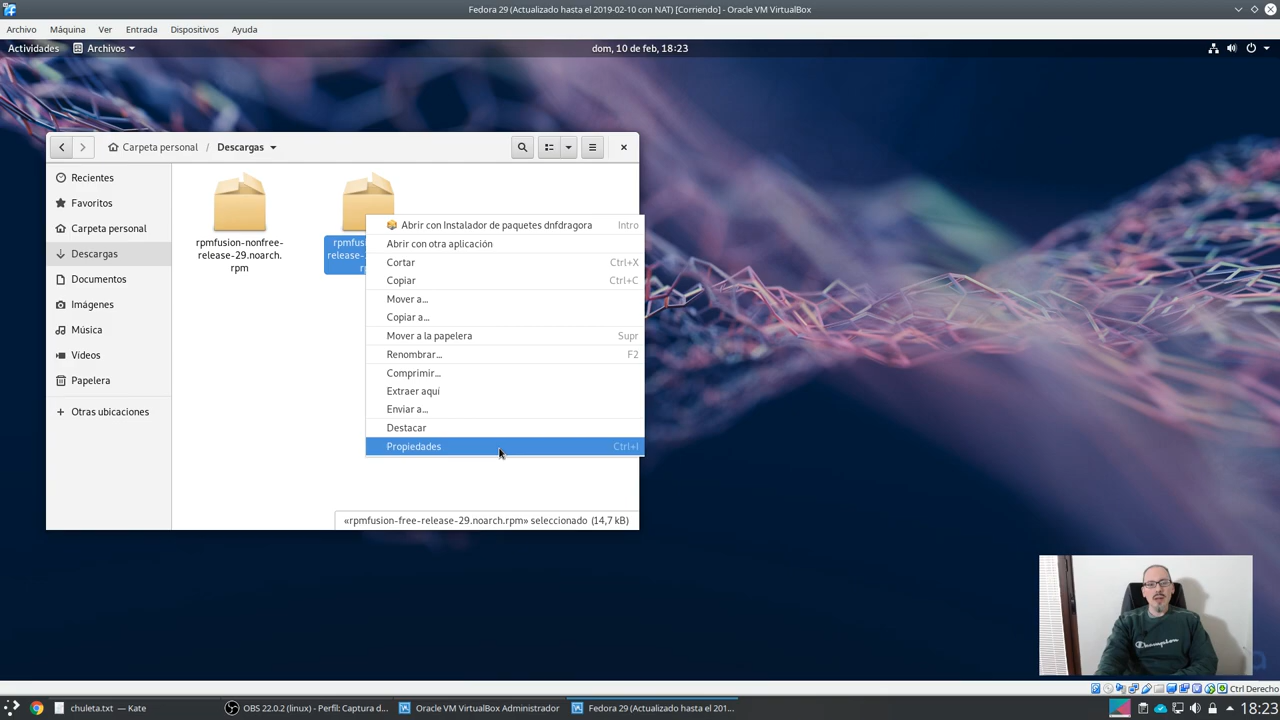 Fedora 29 (Actualizado hasta el 2019-02-10 con NAT) [Corriendo] - Oracle VM VirtualBox
Archivo Máquina Ver Entrada Dispositivos Ayuda
Actividades Archivos dom, 10 de feb, 18:23
Carpeta personal / Descargas
Recientes
Favoritos
Carpeta personal
Descargas
Documentos
Imágenes
Música
Vídeos
Papelera
+ Otras ubicaciones
rpmfusion-nonfree-
release-29.noarch.
rpm
rpmfus
release-
Abrir con Instalador de paquetes dnfdragora Intro
Abrir con otra aplicación
Cortar Ctrl+X
Copiar Ctrl+C
Mover a...
Copiar a...
Mover a la papelera Supr
Renombrar... F2
Comprimir...
Extraer aquí
Enviar a...
Destacar
Propiedades Ctrl+I
«rpmfusion-free-release-29.noarch.rpm» seleccionado (14,7 kB)
Champion
Ctrl Derecho
chuleta.txt — Kate
OBS 22.0.2 (linux) - Perfil: Captura d...
Oracle VM VirtualBox Administrador
Fedora 29 (Actualizado hasta el 201...
18:23